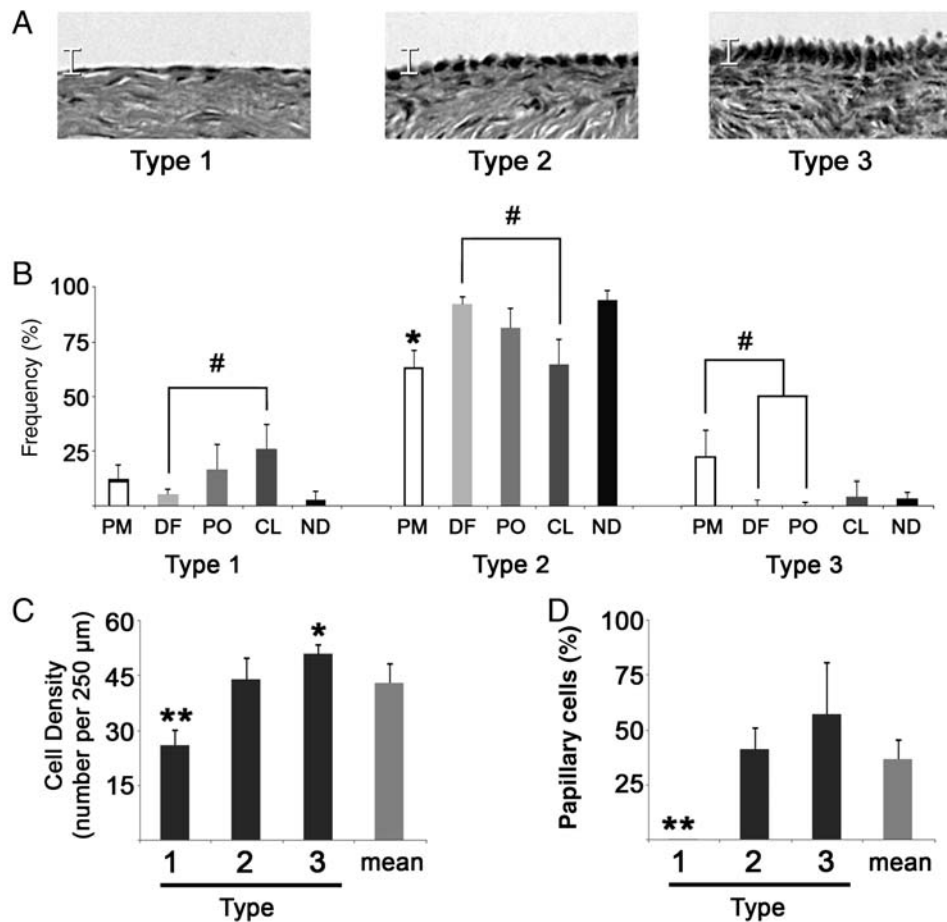 A
Type 1 Type 2 Type 3
B
Frequency (%)
100
75
50
25
# # #
*
PM DF PO CL ND PM DF PO CL ND PM DF PO CL ND
Type 1 Type 2 Type 3
C
Cell Density
(number per 250 µm)
60
45
30
15
** *
1 2 3 mean
Type
D
Papillary cells (%)
100
75
50
25
**
1 2 3 mean
Type